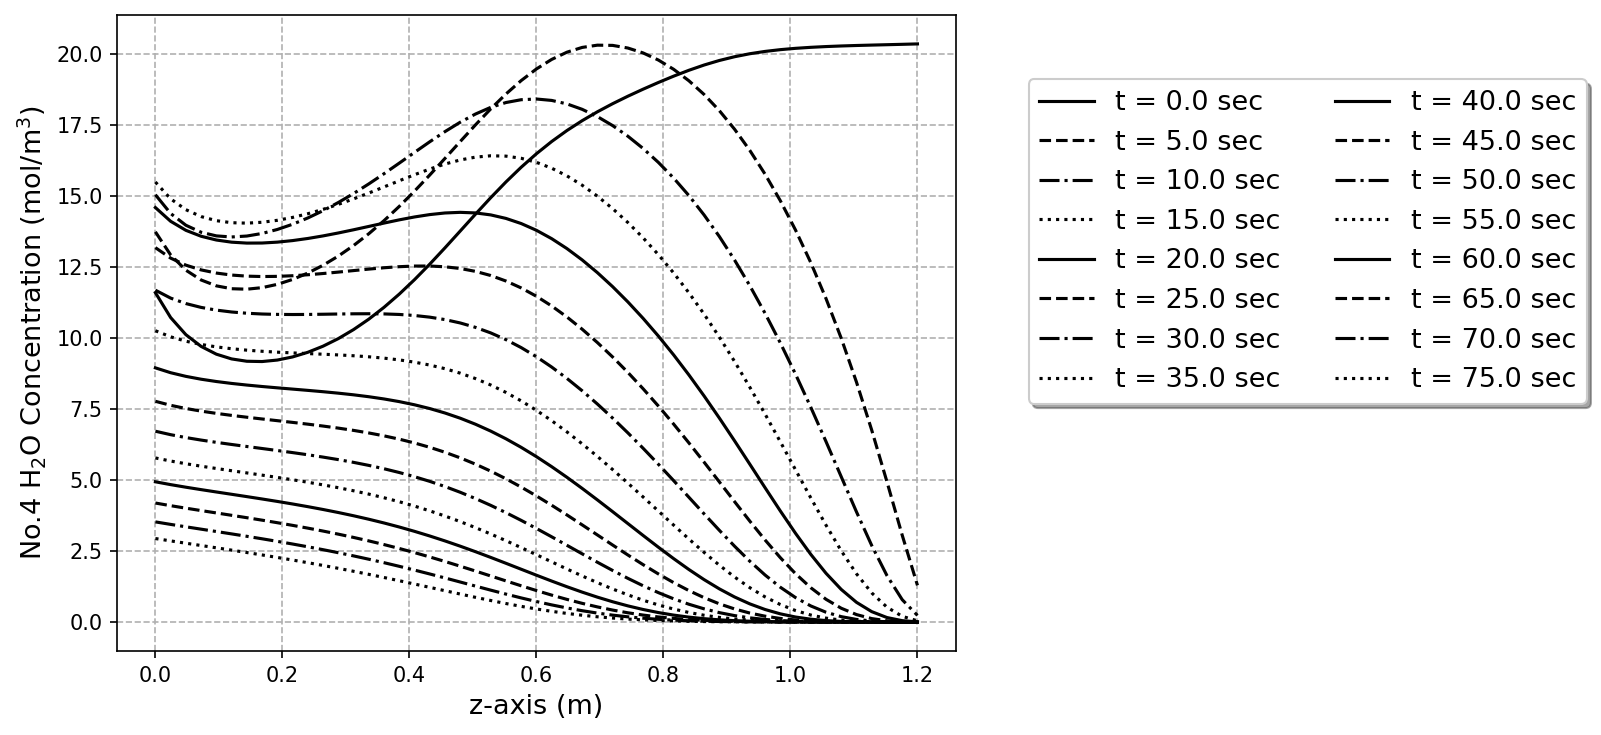 No.4 H₂O Concentration (mol/m³)
20.0
17.5
15.0
12.5
10.0
7.5
5.0
2.5
0.0
0.0 0.2 0.4 0.6 0.8 1.0 1.2
z-axis (m)
t = 0.0 sec
t = 5.0 sec
t = 10.0 sec
t = 15.0 sec
t = 20.0 sec
t = 25.0 sec
t = 30.0 sec
t = 35.0 sec
t = 40.0 sec
t = 45.0 sec
t = 50.0 sec
t = 55.0 sec
t = 60.0 sec
t = 65.0 sec
t = 70.0 sec
t = 75.0 sec